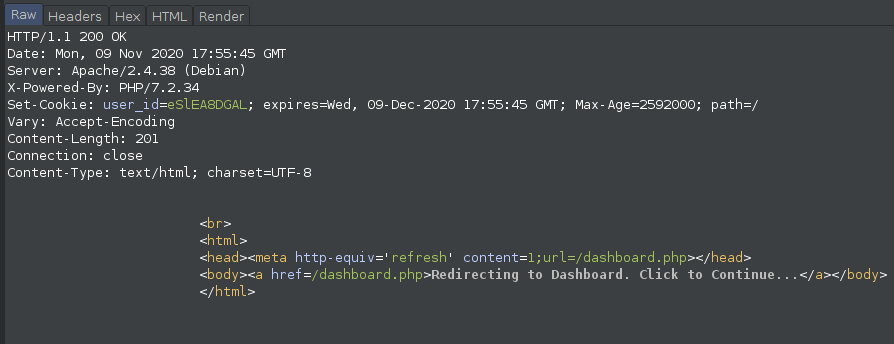 Raw Headers Hex HTML Render
HTTP/1.1 200 OK
Date: Mon, 09 Nov 2020 17:55:45 GMT
Server: Apache/2.4.38 (Debian)
X-Powered-By: PHP/7.2.34
Set-Cookie: user_id=eSlEA8DGAL; expires=Wed, 09-Dec-2020 17:55:45 GMT; Max-Age=2592000; path=/
Vary: Accept-Encoding
Content-Length: 201
Connection: close
Content-Type: text/html; charset=UTF-8
<br>
<html>
<head><meta http-equiv='refresh' content=1;url=/dashboard.php></head>
<body><a href=/dashboard.php>Redirecting to Dashboard. Click to Continue...</a></body>
</html>